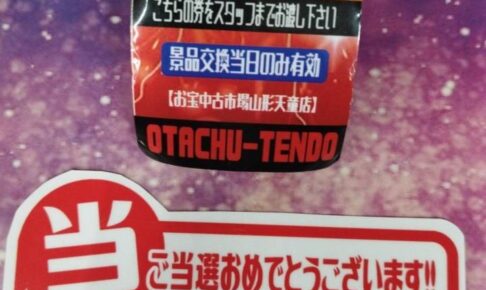 こちらの券をスタッフまでお渡し下さい
景品交換当日のみ有効
【お宝中古市場山形天童店】
OTACHU-TENDO
当
ご当選おめでとうございます!!